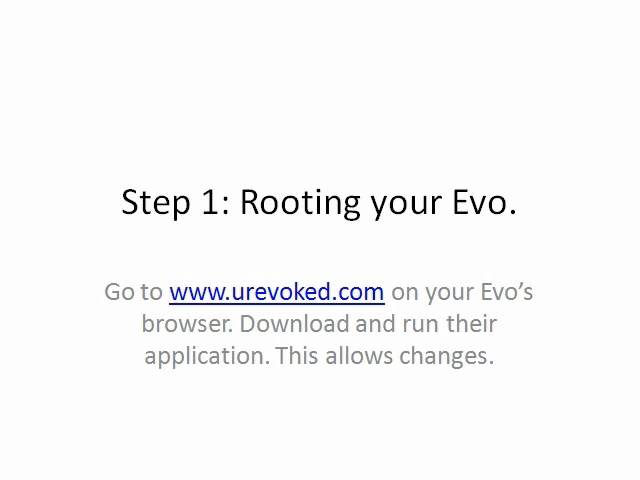 Step 1: Rooting your Evo.
Go to www.urevoked.com on your Evo’s
browser. Download and run their
application. This allows changes.